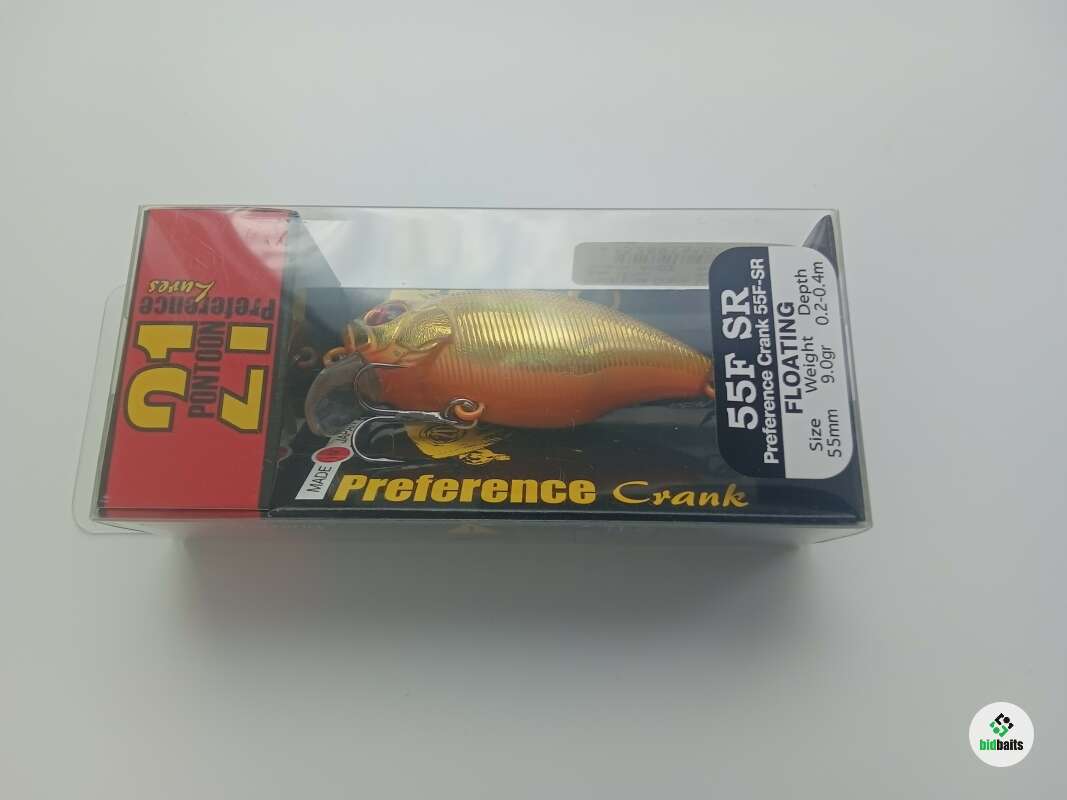 21
PONTOON
Preference
Lures
MADE
JAPAN
Preference Crank
55F SR
Preference Crank 55F-SR
FLOATING
Size Weight Depth
55mm 9.0gr 0.2-0.4m
bidbaits